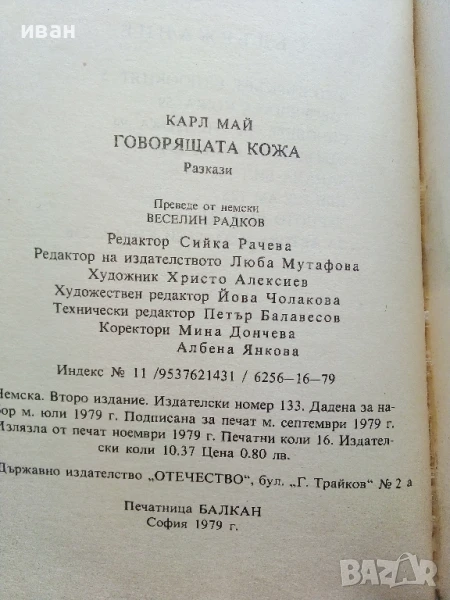 иван
КАРЛ МАЙ
ГОВОРЯЩАТА КОЖА
Разкази
Преведе от немски
ВЕСЕЛИН РАДКОВ
Редактор Сийка Рачева
Редактор на издателството Люба Мутафова
Художник Христо Алексиев
Художествен редактор Йова Чолакова
Технически редактор Петър Балавесов
Коректори Мина Дончева
Албена Янкова
Индекс № 11 /9537621431/ 6256—16—79
Немска. Второ издание. Издателски номер 133. Дадена за на-
бор м. юли 1979 г. Подписана за печат м. септември 1979 г.
Излязла от печат ноември 1979 г. Печатни коли 16. Издател-
ски коли 10.37 Цена 0.80 лв.
Държавно издателство „ОТЕЧЕСТВО", бул. „Г. Трайков" № 2 а
Печатница БАЛКАН
София 1979 г.
BAZAR
.bg